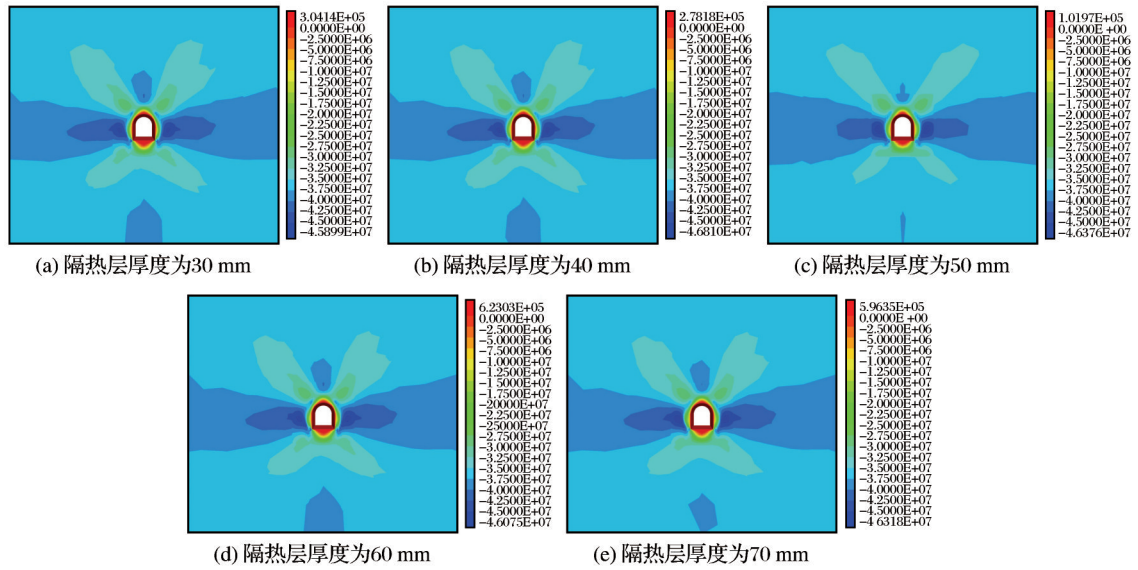 3.0414E+05
0.0000E+00
-2.5000E+06
-5.0000E+06
-7.5000E+06
-1.0000E+07
-1.2500E+07
-1.5000E+07
-1.7500E+07
-2.0000E+07
-2.2500E+07
-2.5000E+07
-2.7500E+07
-3.0000E+07
-3.2500E+07
-3.5000E+07
-3.7500E+07
-4.0000E+07
-4.2500E+07
-4.5000E+07
-4.5899E+07
(a) 隔热层厚度为30 mm
2.7818E+05
0.0000E+00
-2.5000E+06
-5.0000E+06
-7.5000E+06
-1.0000E+07
-1.2500E+07
-1.5000E+07
-1.7500E+07
-2.0000E+07
-2.2500E+07
-2.5000E+07
-2.7500E+07
-3.0000E+07
-3.2500E+07
-3.5000E+07
-3.7500E+07
-4.0000E+07
-4.2500E+07
-4.5000E+07
-4.6810E+07
(b) 隔热层厚度为40 mm
1.0197E+05
0.0000E +00
-2.5000E+06
-5.0000E+06
-7.5000E+06
-1.0000E+07
-1.2500E+07
-1.5000E+07
-1.7500E+07
-2.0000E+07
-2.2500E+07
-2.5000E+07
-2.7500E+07
-3.0000E+07
-3.2500E+07
-3.5000E+07
-3.7500E+07
-4.0000E+07
-4.2500E+07
-4.5000E+07
-4.6376E+07
(c) 隔热层厚度为50 mm
6.2303E+05
0.0000E+00
-2.5000E+06
-5.0000E+06
-7.5000E+06
-1.0000E+07
-1.2500E+07
-1.5000E+07
-1.7500E+07
-20000E+07
-2.2500E+07
-25000E+07
-2.7500E+07
-3.0000E+07
-3.2500E+07
-3.5000E+07
-3.7500E+07
-4.0000E+07
-4.2500E+07
-4.5000E+07
-4.6075E+07
(d) 隔热层厚度为60 mm
5.9635E+05
0.0000E +00
-2.5000E+06
-5.0000E+06
-7.5000E+06
-1.0000E+07
-1.2500E+07
-1.5000E+07
-1.7500E+07
-2.0000E+07
-2.2500E+07
-2.5000E+07
-2.7500E+07
-3.0000E+07
-3.2500E+07
-3.5000E+07
-3.7500E+07
-4.0000E+07
-4.2500E+07
-4.5000E+07
-4 6318E+07
(e) 隔热层厚度为70 mm